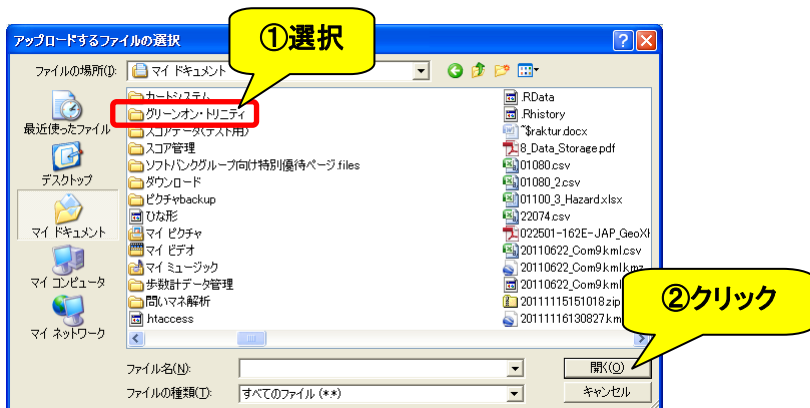 アップロードするファイルの選択
①選択
ファイルの場所(I):
マイ ドキュメント
最近使ったファイル
デスクトップ
マイ ドキュメント
マイ コンピュータ
マイ ネットワーク
カートシステム
グリーンオン・トリニティ
スコアデータ(テスト用)
スコア管理
ソフトバンクグループ向け特別優待ページ.files
ダウンロード
ピクチャbackup
ひな形
マイ ピクチャ
マイ ビデオ
マイ ミュージック
歩数計データ管理
問いマネ解析
.htaccess
.RData
.Rhistory
~$raktur.docx
8_Data_Storage.pdf
01080.csv
01080_2.csv
01100_3_Hazard.xlsx
22074.csv
022501-162E-JAP_GeoXH
20110622_Com9.kml.csv
20110622_Com9.kml.kmz
20110622_Com9.kml
20111115151018.zip
20111116130827.km
②クリック
ファイル名(N):
開く(O)
ファイルの種類(T):
すべてのファイル (*.*)
キャンセル